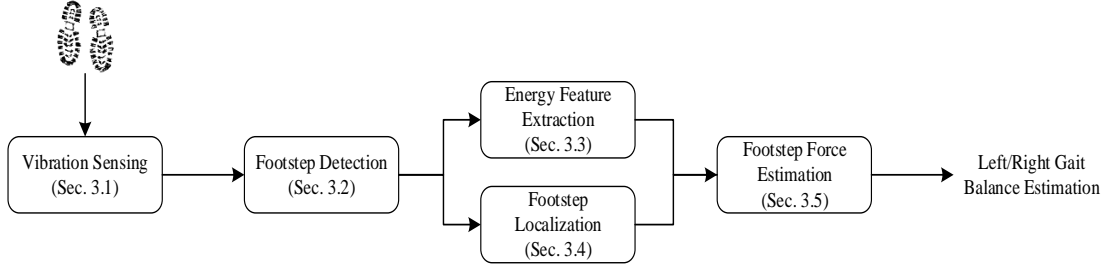 Vibration Sensing
(Sec. 3.1)
Footstep Detection
(Sec. 3.2)
Energy Feature
Extraction
(Sec. 3.3)
Footstep
Localization
(Sec. 3.4)
Footstep Force
Estimation
(Sec. 3.5)
Left/Right Gait
Balance Estimation